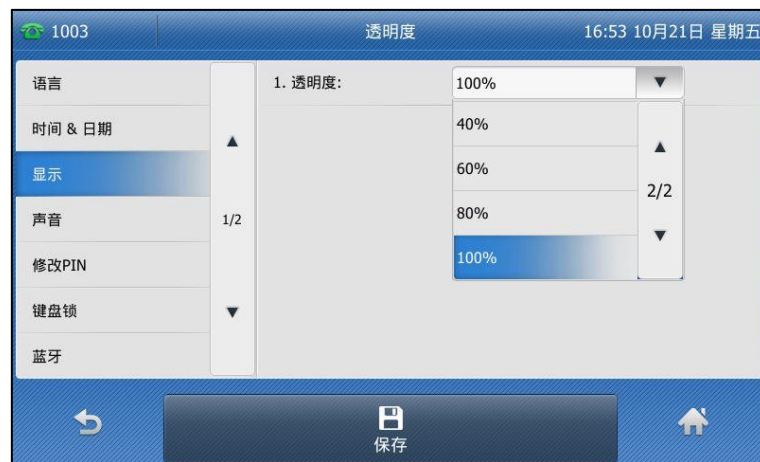 1003
透明度
16:53 10月21日 星期五
语言
时间 & 日期
显示
声音
修改PIN
键盘锁
蓝牙
1/2
1. 透明度:
100%
40%
60%
80%
100%
2/2
保存